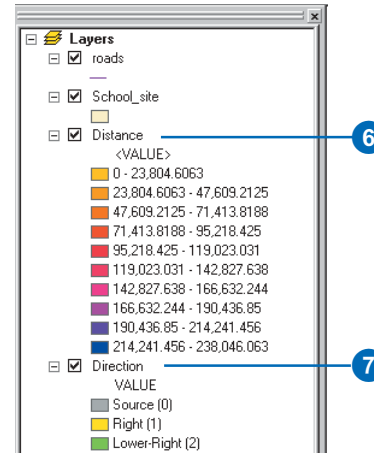 Layers
roads
School_site
Distance
6
<VALUE>
0 - 23,804.6063
23,804.6063 - 47,609.2125
47,609.2125 - 71,413.8188
71,413.8188 - 95,218.425
95,218.425 - 119,023.031
119,023.031 - 142,827.638
142,827.638 - 166,632.244
166,632.244 - 190,436.85
190,436.85 - 214,241.456
214,241.456 - 238,046.063
Direction
7
VALUE
Source (0)
Right (1)
Lower-Right (2)